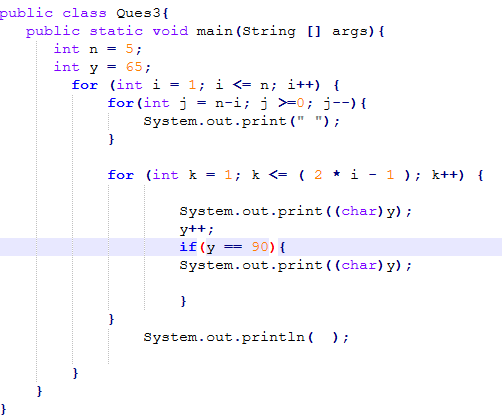 public class Ques3{
public static void main(String [] args){
int n = 5;
int y = 65;
for (int i = 1; i <= n; i++) {
for(int j = n-i; j >=0; j--){
System.out.print(" ");
}
for (int k = 1; k <= ( 2 * i - 1 ); k++) {
System.out.print((char)y);
y++;
if(y == 90){
System.out.print((char)y);
}
}
System.out.println( );
}
}
}